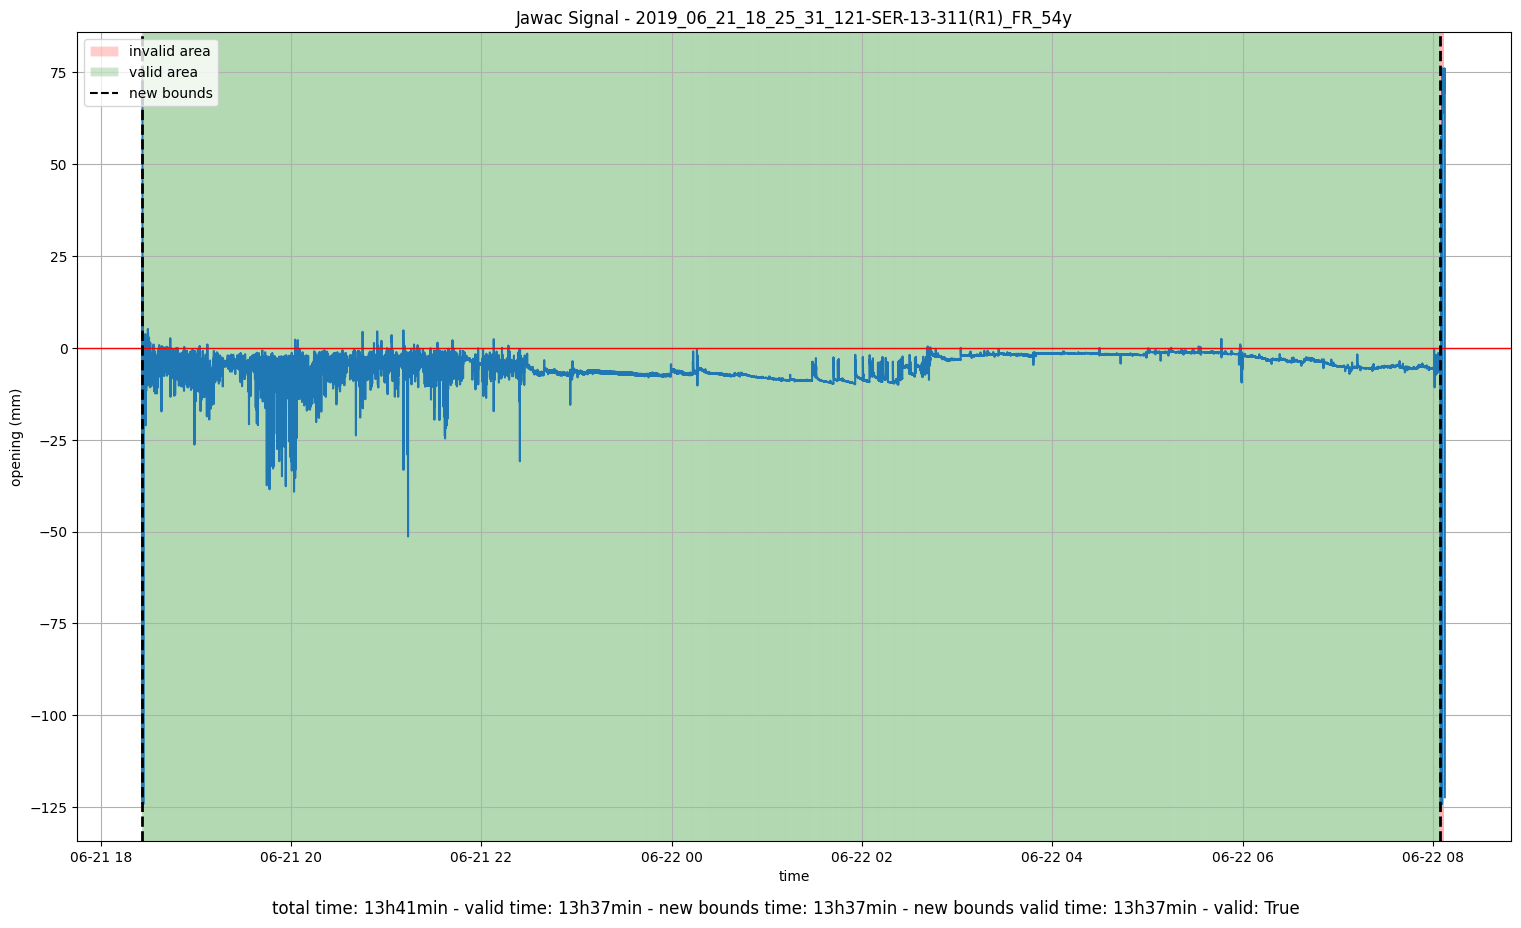 Jawac Signal - 2019_06_21_18_25_31_121-SER-13-311(R1)_FR_54y
invalid area
valid area
new bounds
75
50
25
0
−25
−50
−75
−100
−125
opening (mm)
06-21 18
06-21 20
06-21 22
06-22 00
06-22 02
06-22 04
06-22 06
06-22 08
time
total time: 13h41min - valid time: 13h37min - new bounds time: 13h37min - new bounds valid time: 13h37min - valid: True